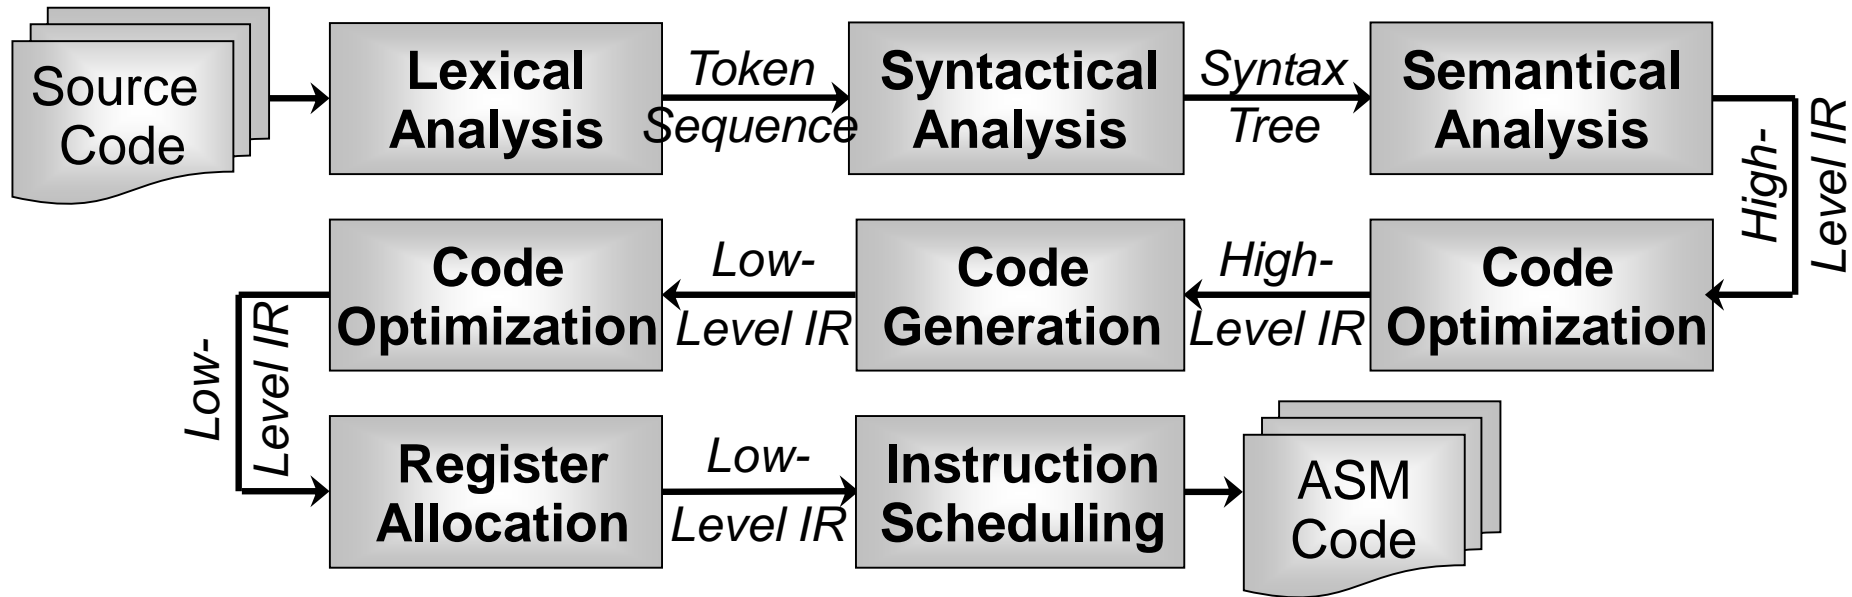 Source
Code
Lexical
Analysis
Token
Sequence
Syntactical
Analysis
Syntax
Tree
Semantical
Analysis
High-
Level IR
Code
Optimization
High-
Level IR
Code
Generation
Low-
Level IR
Code
Optimization
Low-
Level IR
Register
Allocation
Low-
Level IR
Instruction
Scheduling
ASM
Code